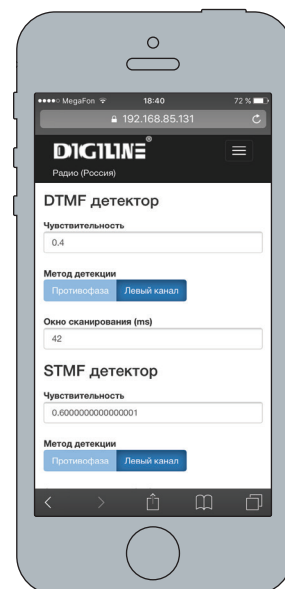 MegaFon 18:40 72 %
192.168.85.131
DIGILINE®
Радио (Россия)
DTMF детектор
Чувствительность
0.4
Метод детекции
Противофаза Левый канал
Окно сканирования (ms)
42
STMF детектор
Чувствительность
0.6000000000000001
Метод детекции
Противофаза Левый канал